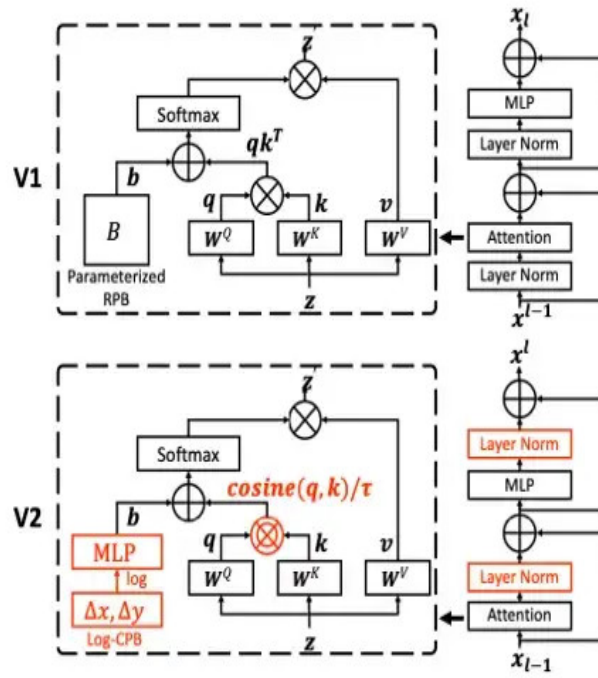 V1
z′
Softmax
qkᵀ
b
q
k
v
B
W^Q
W^K
W^V
Parameterized
RPB
z
x_l
MLP
Layer Norm
Attention
Layer Norm
x^{l−1}
V2
z′
Softmax
cosine(q, k)/τ
b
q
k
v
MLP
log
W^Q
W^K
W^V
Δx, Δy
Log-CPB
z
x^l
Layer Norm
MLP
Layer Norm
Attention
x_{l−1}